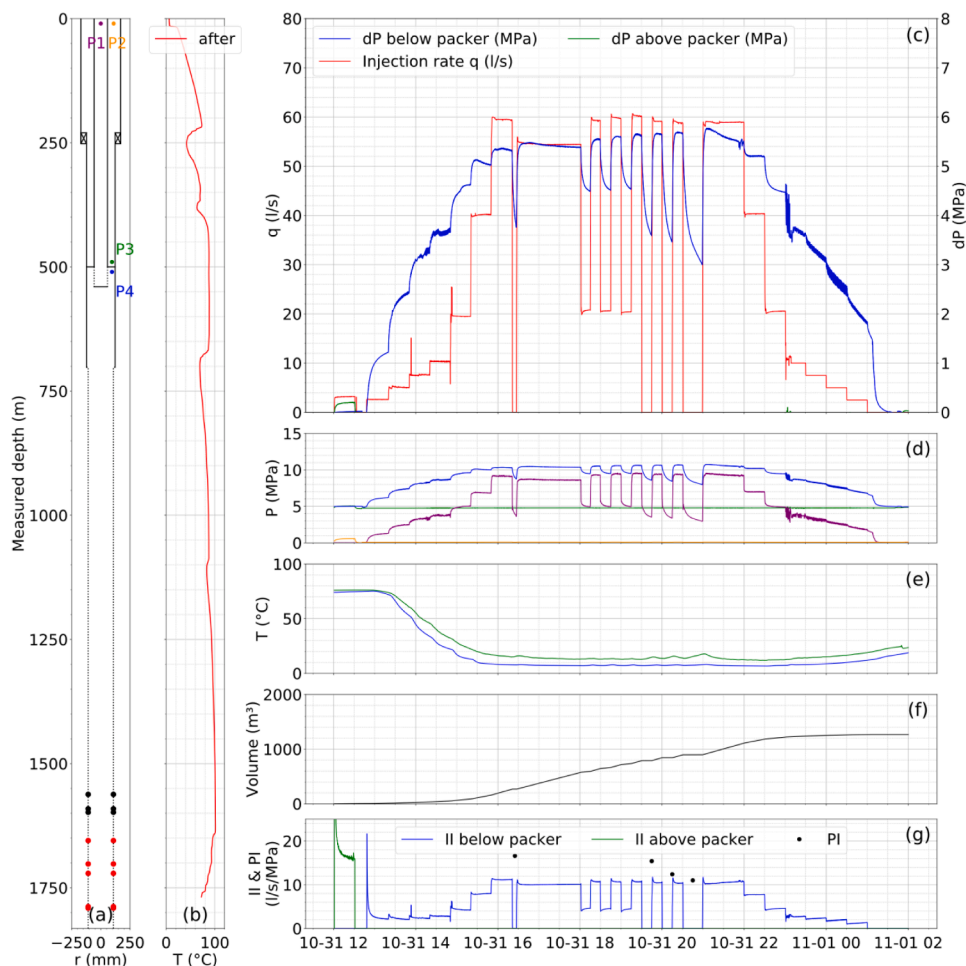 0
250
500
750
1000
1250
1500
1750
Measured depth (m)
P1
P2
P3
P4
(a)
−250 0 250
r (mm)
after
(b)
0 100
T (°C)
dP below packer (MPa)
dP above packer (MPa)
Injection rate q (l/s)
(c)
80
70
60
50
40
30
20
10
0
q (l/s)
8
7
6
5
4
3
2
1
0
dP (MPa)
(d)
15
10
5
0
P (MPa)
(e)
100
50
0
T (°C)
(f)
2000
1000
0
Volume (m³)
(g)
II below packer
II above packer
PI
20
10
0
II & PI
(l/s/MPa)
10-31 12 10-31 14 10-31 16 10-31 18 10-31 20 10-31 22 11-01 00 11-01 02